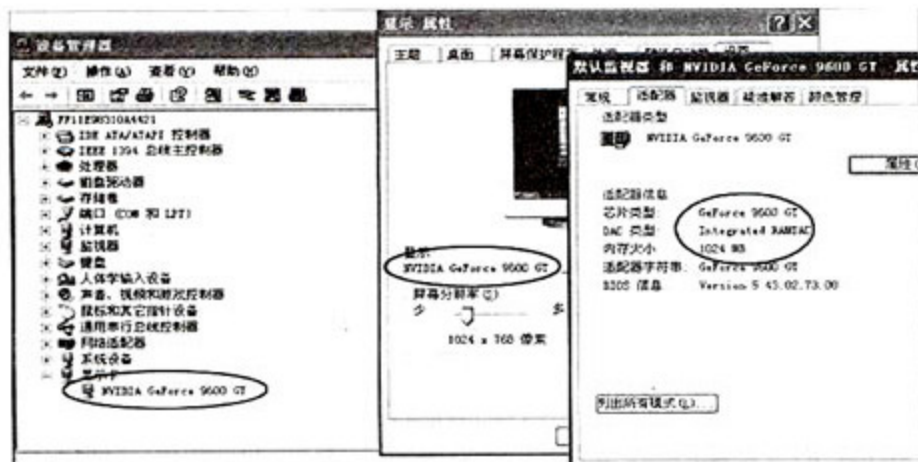 设备管理器
文件(F) 操作(A) 查看(V) 帮助(H)
FF11E98310A4421
IDE ATA/ATAPI 控制器
IEEE 1394 总线主控制器
处理器
磁盘驱动器
存储卷
端口 (COM 和 LPT)
计算机
监视器
键盘
人体学输入设备
声音、视频和游戏控制器
鼠标和其它指针设备
通用串行总线控制器
网络适配器
系统设备
显示卡
NVIDIA GeForce 9600 GT
显示 属性
主题 桌面 屏幕保护程序
显示
NVIDIA GeForce 9600 GT
屏幕分辨率(S)
少 多
1024 x 768 像素
默认监视器 和 NVIDIA GeForce 9600 GT 属
常规 适配器 监视器 疑难解答 颜色管理
适配器类型
NVIDIA GeForce 9600 GT
属性(
适配器信息
芯片类型: GeForce 9600 GT
DAC 类型: Integrated RAMDAC
内存大小: 1024 MB
适配器字符串: GeForce 9600 GT
BIOS 信息: Version
列出所有模式(L)...